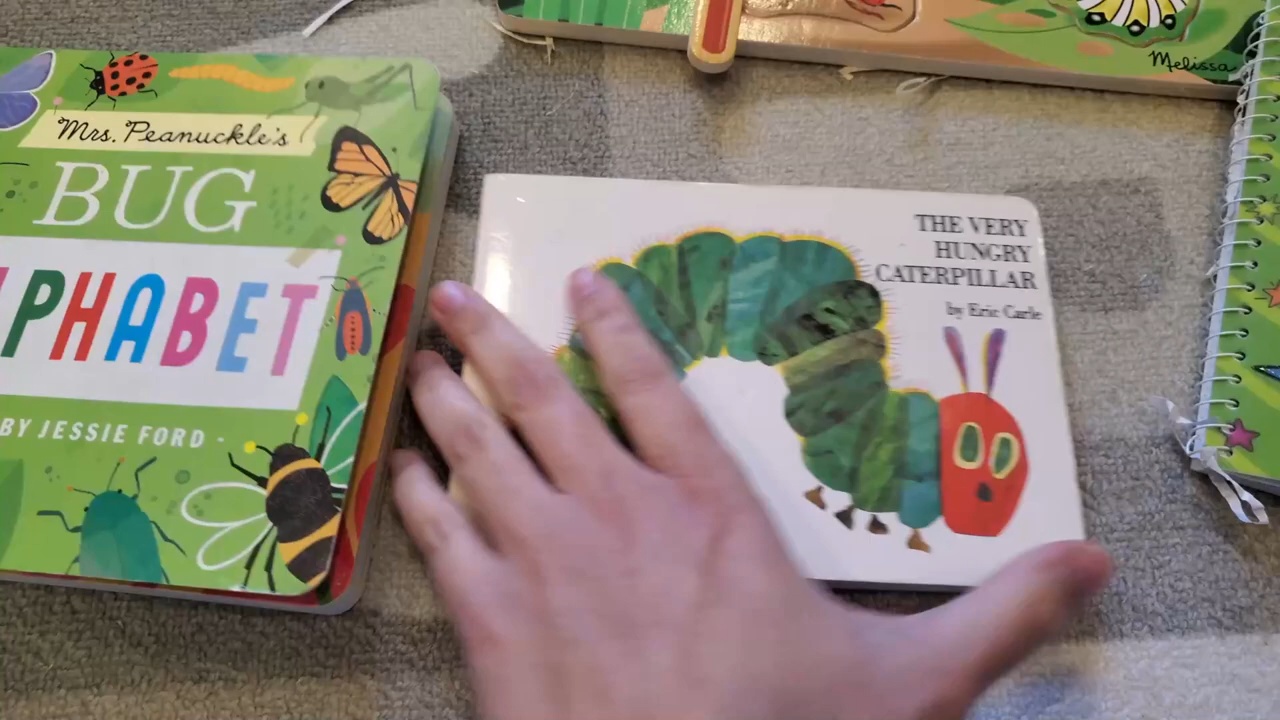 Mrs. Peanuckle's
BUG
PHABET
BY JESSIE FORD
THE VERY
HUNGRY
CATERPILLAR
by Eric Carle
Melissa